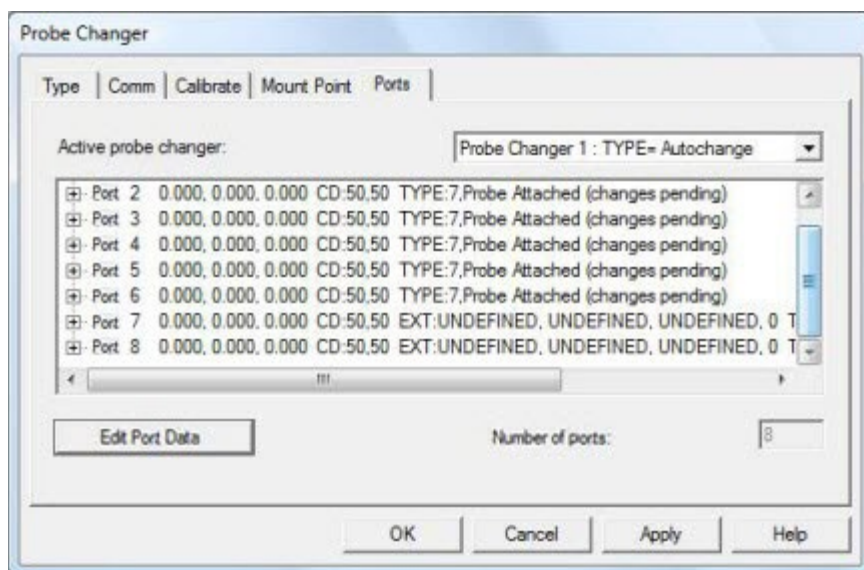 Probe Changer
Type Comm Calibrate Mount Point Ports
Active probe changer: Probe Changer 1 : TYPE= Autochange
Port 2 0.000, 0.000, 0.000 CD:50,50 TYPE:7,Probe Attached (changes pending)
Port 3 0.000, 0.000, 0.000 CD:50,50 TYPE:7,Probe Attached (changes pending)
Port 4 0.000, 0.000, 0.000 CD:50,50 TYPE:7,Probe Attached (changes pending)
Port 5 0.000, 0.000, 0.000 CD:50,50 TYPE:7,Probe Attached (changes pending)
Port 6 0.000, 0.000, 0.000 CD:50,50 TYPE:7,Probe Attached (changes pending)
Port 7 0.000, 0.000, 0.000 CD:50,50 EXT:UNDEFINED, UNDEFINED, UNDEFINED, 0 T
Port 8 0.000, 0.000, 0.000 CD:50,50 EXT:UNDEFINED, UNDEFINED, UNDEFINED, 0 T
Edit Port Data Number of ports: 8
OK Cancel Apply Help